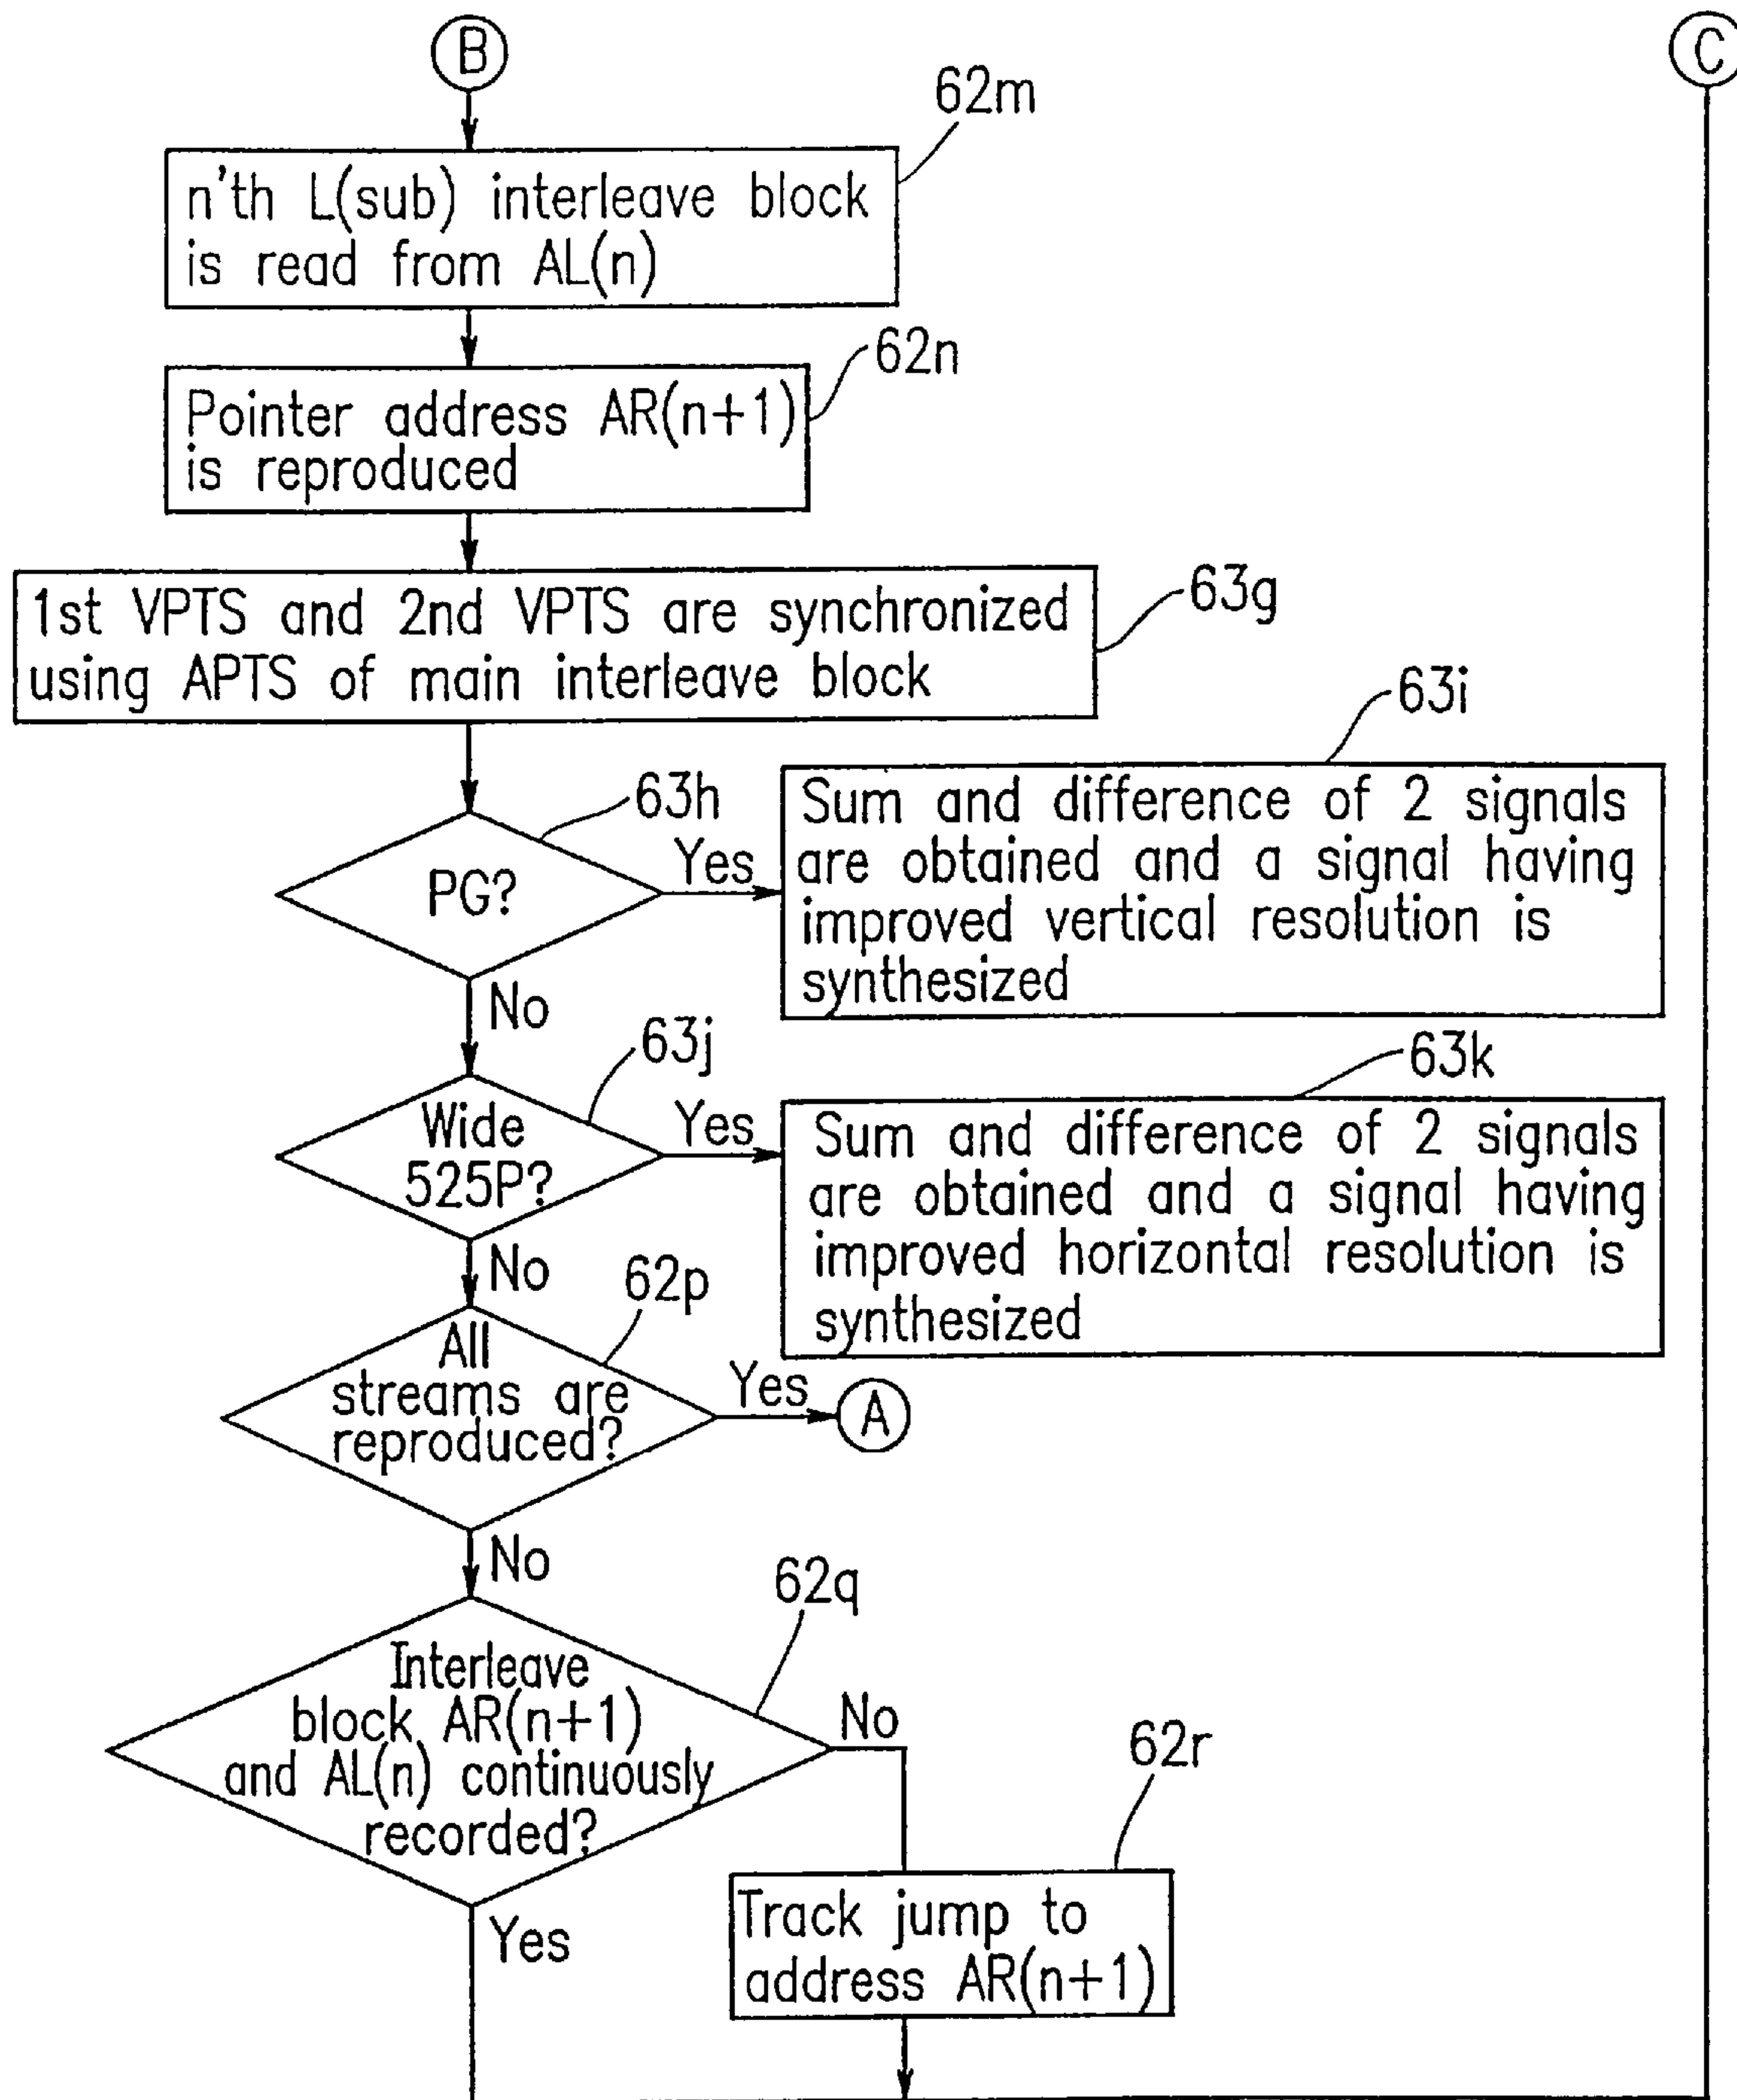 B
C
62m
n'th L(sub) interleave block
is read from AL(n)
62n
Pointer address AR(n+1)
is reproduced
63g
1st VPTS and 2nd VPTS are synchronized
using APTS of main interleave block
63i
63h
PG?
Yes
Sum and difference of 2 signals
are obtained and a signal having
improved vertical resolution is
synthesized
No
63j
63k
Wide
525P?
Yes
Sum and difference of 2 signals
are obtained and a signal having
improved horizontal resolution is
synthesized
No
62p
All
streams are
reproduced?
Yes
A
No
62q
Interleave
block AR(n+1)
and AL(n) continuously
recorded?
No
62r
Yes
Track jump to
address AR(n+1)